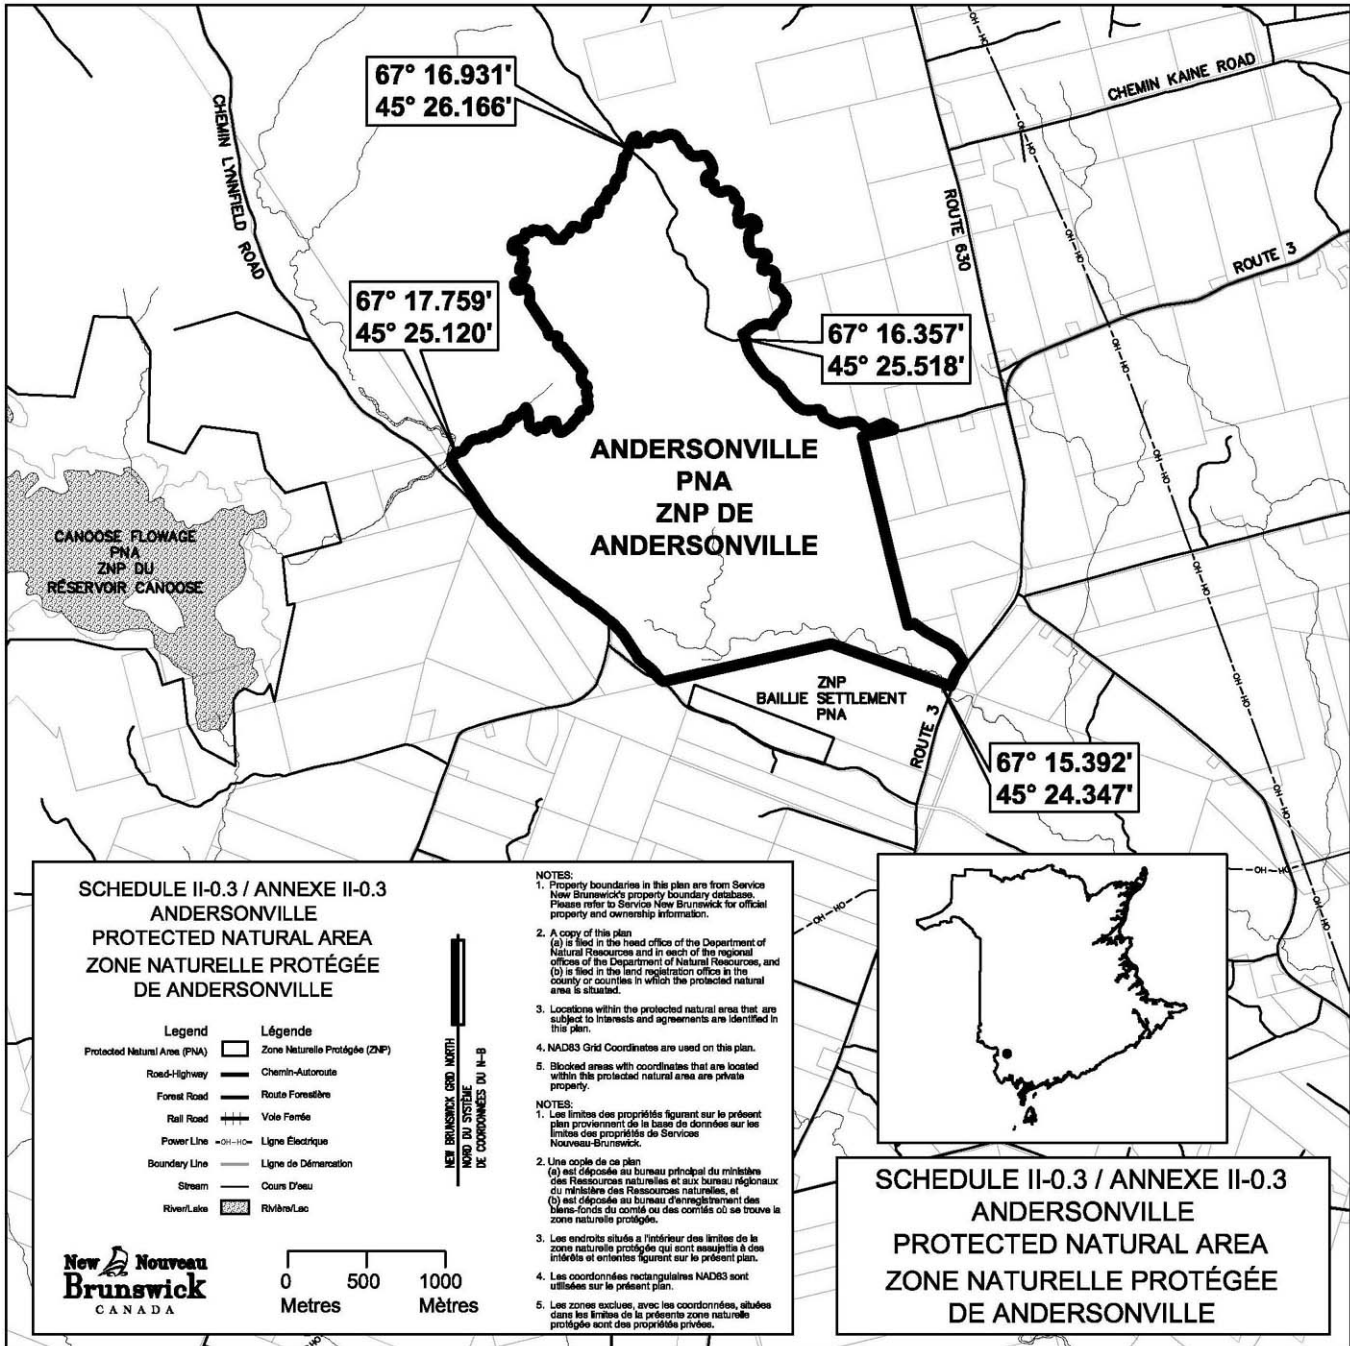 67° 16.931'
45° 26.166'
CHEMIN KAINE ROAD
CHEMIN LYNNFIELD ROAD
ROUTE 630
ROUTE 3
67° 17.759'
45° 25.120'
67° 16.357'
45° 25.518'
ANDERSONVILLE
PNA
ZNP DE
ANDERSONVILLE
CANOOSE FLOWAGE
PNA
ZNP DU
RÉSERVOIR CANOOSE
ZNP
BAILLIE SETTLEMENT
PNA
ROUTE 3
67° 15.392'
45° 24.347'
OH-HO
SCHEDULE II-0.3 / ANNEXE II-0.3
ANDERSONVILLE
PROTECTED NATURAL AREA
ZONE NATURELLE PROTÉGÉE
DE ANDERSONVILLE
Legend Légende
Protected Natural Area (PNA) Zone Naturelle Protégée (ZNP)
Road-Highway Chemin-Autoroute
Forest Road Route Forestière
Rail Road Voie Ferrée
Power Line -OH-HO- Ligne Électrique
Boundary Line Ligne de Démarcation
Stream Cours D'eau
River/Lake Rivière/Lac
NEW BRUNSWICK GRID NORTH
NORD DU SYSTÈME
DE COORDONNÉES DU N-B
New Nouveau
Brunswick
CANADA
0 500 1000
Metres Mètres
NOTES:
1. Property boundaries in this plan are from Service
New Brunswick's property boundary database.
Please refer to Service New Brunswick for official
property and ownership information.
2. A copy of this plan
(a) is filed in the head office of the Department of
Natural Resources and in each of the regional
offices of the Department of Natural Resources, and
(b) is filed in the land registration office in the
county or counties in which the protected natural
area is situated.
3. Locations within the protected natural area that are
subject to interests and agreements are identified in
this plan.
4. NAD83 Grid Coordinates are used on this plan.
5. Blocked areas with coordinates that are located
within this protected natural area are private
property.
NOTES:
1. Les limites des propriétés figurant sur le présent
plan proviennent de la base de données sur les
limites des propriétés de Services
Nouveau-Brunswick.
2. Une copie de ce plan
(a) est déposée au bureau principal du ministère
des Ressources naturelles et aux bureau régionaux
du ministère des Ressources naturelles, et
(b) est déposée au bureau d'enregistrement des
biens-fonds du comté ou des comtés où se trouve la
zone naturelle protégée.
3. Les endroits situés a l'intérieur des limites de la
zone naturelle protégée qui sont assujettis à des
intérêts et ententes figurent sur le présent plan.
4. Les coordonnées rectangulaires NAD83 sont
utilisées sur le présent plan.
5. Les zones exclues, avec les coordonnées, situées
dans les limites de la présente zone naturelle
protégée sont des propriétés privées.
SCHEDULE II-0.3 / ANNEXE II-0.3
ANDERSONVILLE
PROTECTED NATURAL AREA
ZONE NATURELLE PROTÉGÉE
DE ANDERSONVILLE